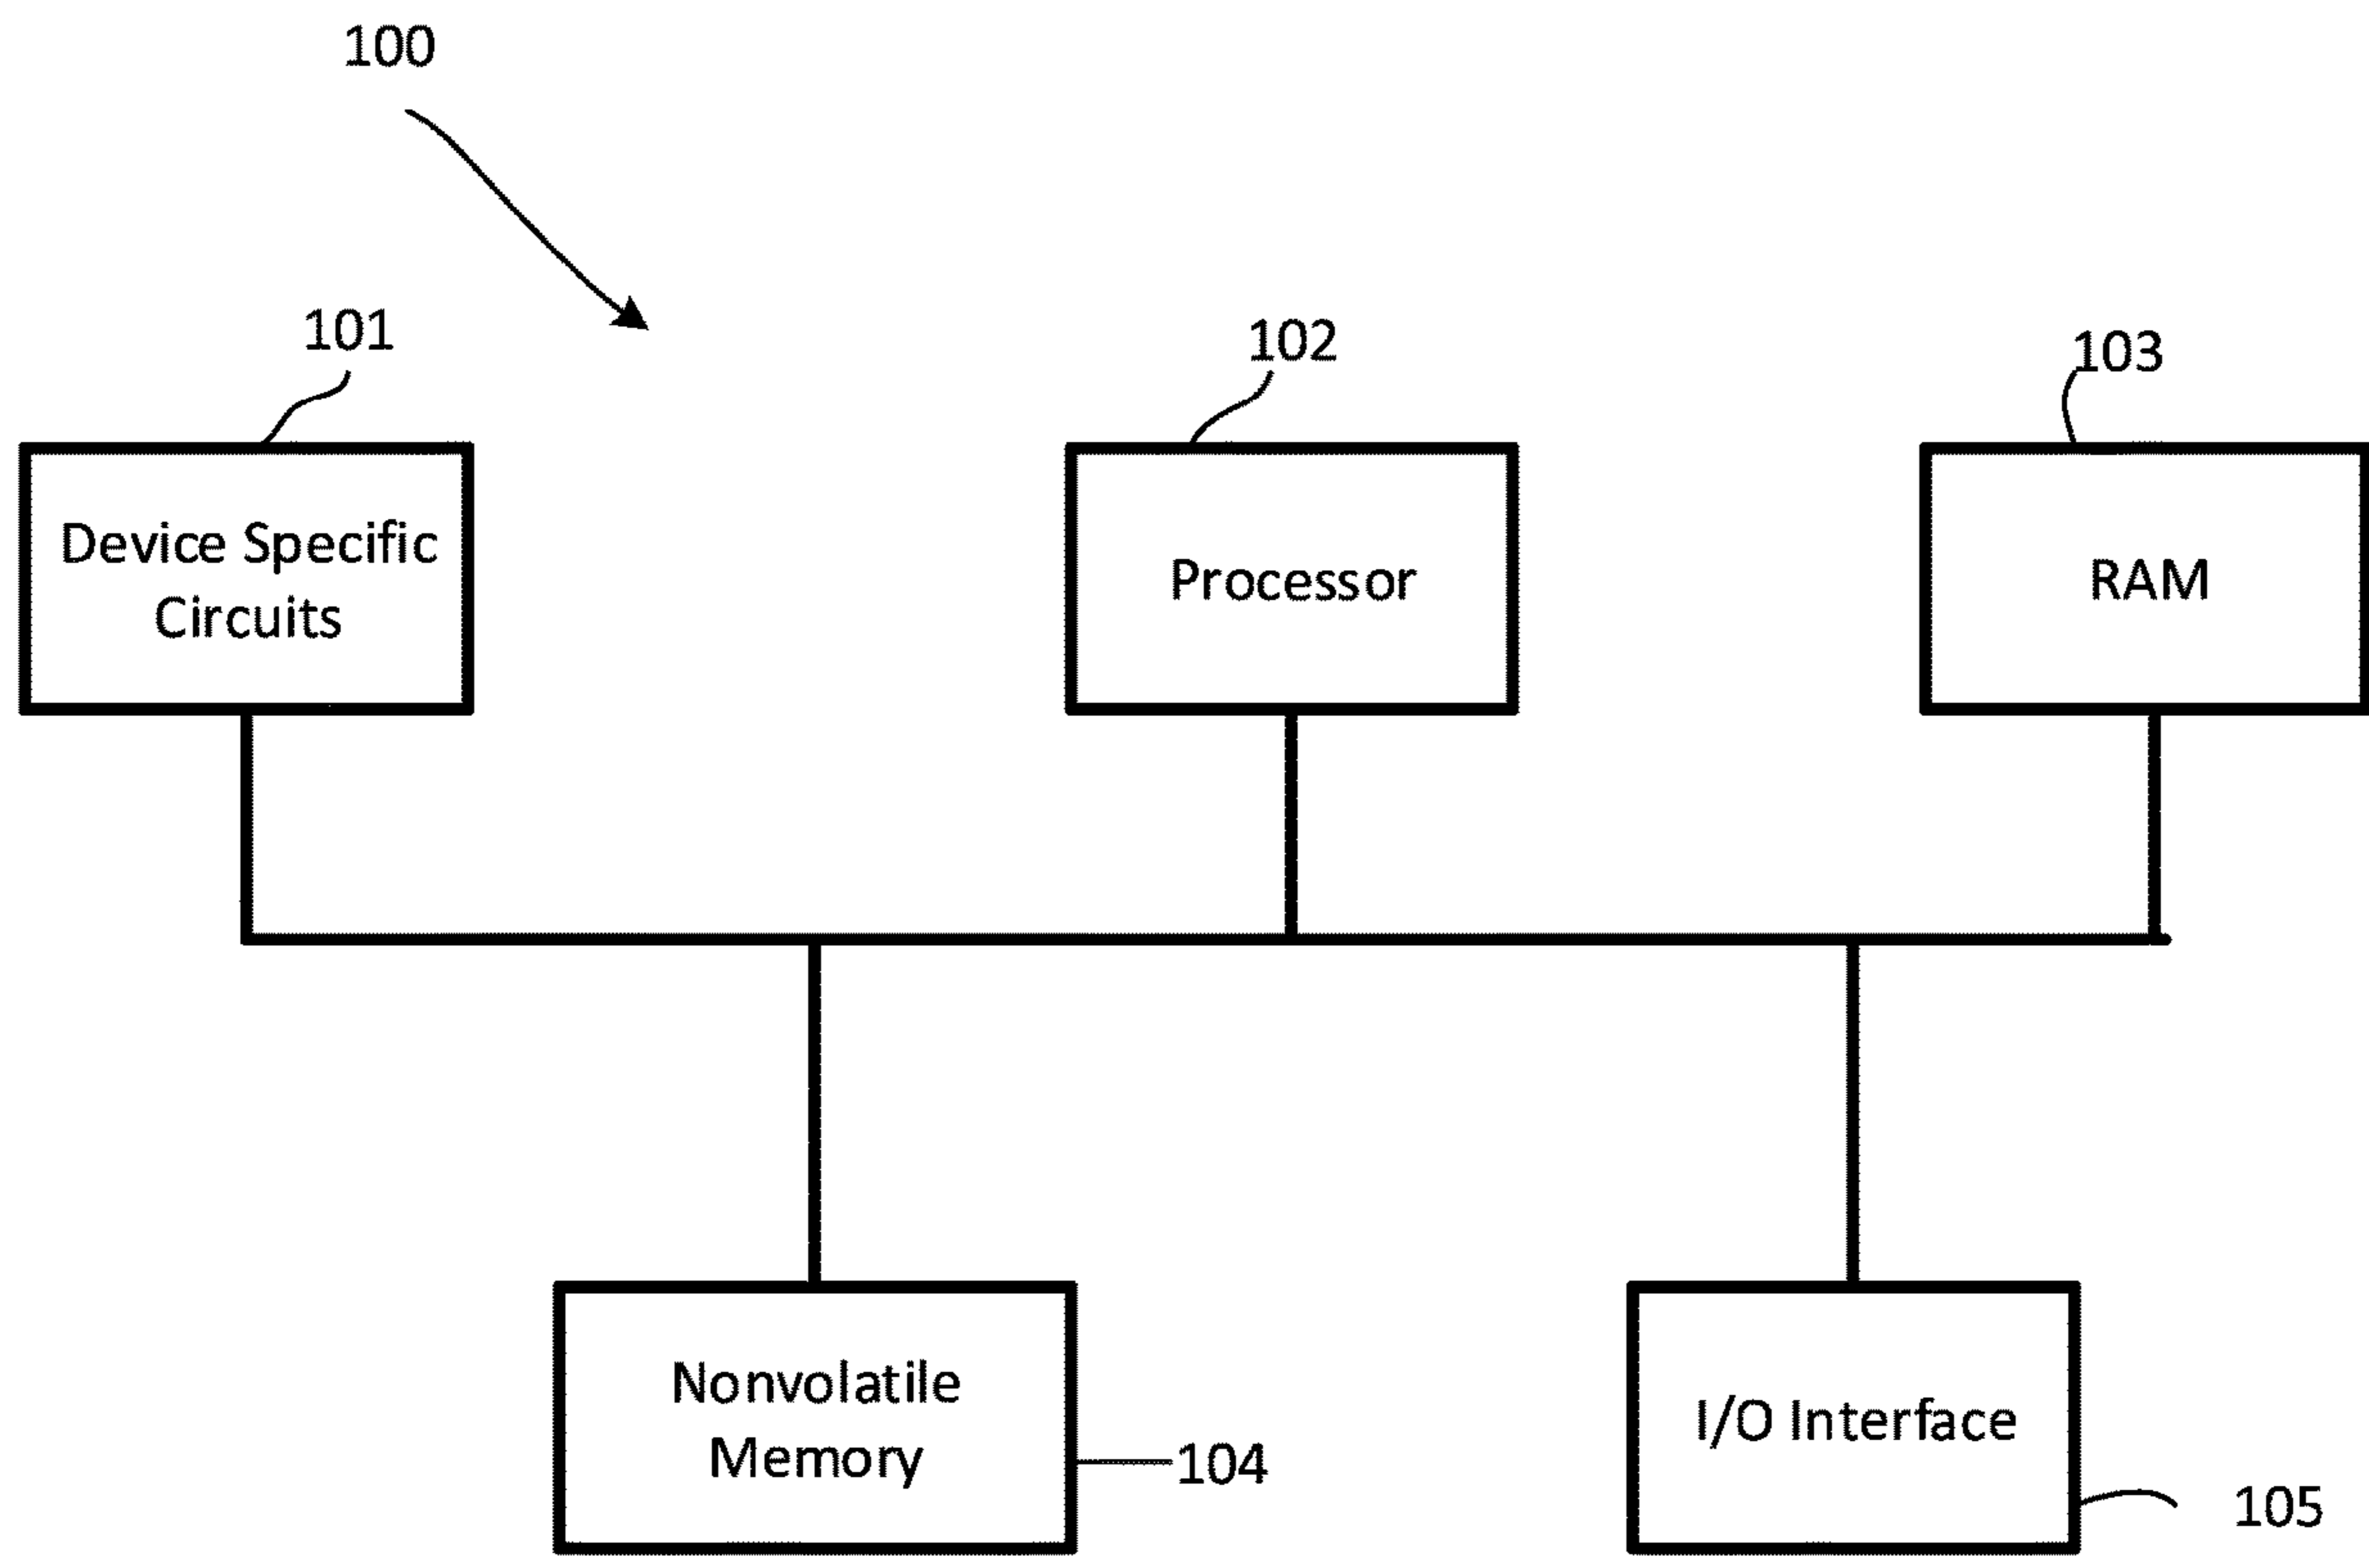 100
101
102
103
Device Specific
Circuits
Processor
RAM
Nonvolatile
Memory
104
I/O Interface
105